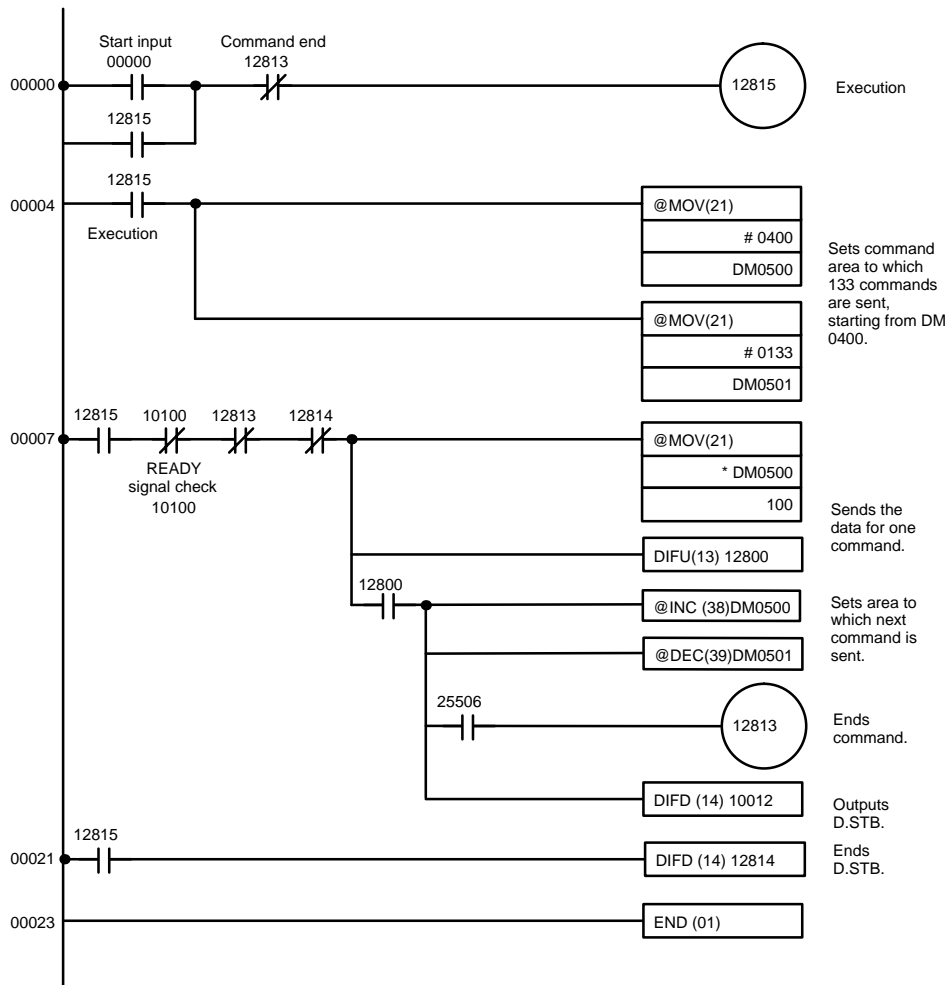 Start input
00000
Command end
12813
00000
12815
Execution
12815
12815
00004
Execution
@MOV(21)
# 0400
DM0500
@MOV(21)
# 0133
DM0501
Sets command
area to which
133 commands
are sent,
starting from DM
0400.
12815
10100
12813
12814
00007
READY
signal check
10100
@MOV(21)
* DM0500
100
Sends the
data for one
command.
DIFU(13) 12800
12800
@INC (38)DM0500
@DEC(39)DM0501
Sets area to
which next
command is
sent.
25506
12813
Ends
command.
DIFD (14) 10012
Outputs
D.STB.
12815
00021
DIFD (14) 12814
Ends
D.STB.
00023
END (01)